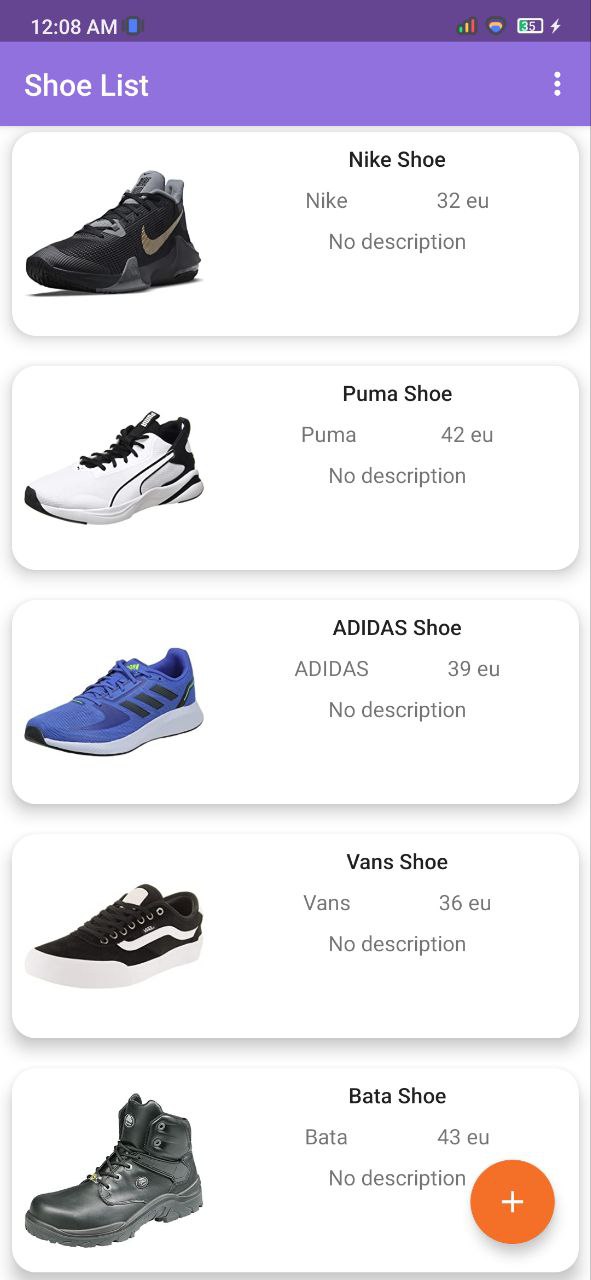 12:08 AM
35
Shoe List
Nike Shoe
Nike 32 eu
No description
Puma Shoe
Puma 42 eu
No description
ADIDAS Shoe
ADIDAS 39 eu
No description
Vans Shoe
Vans 36 eu
No description
Bata Shoe
Bata 43 eu
No description